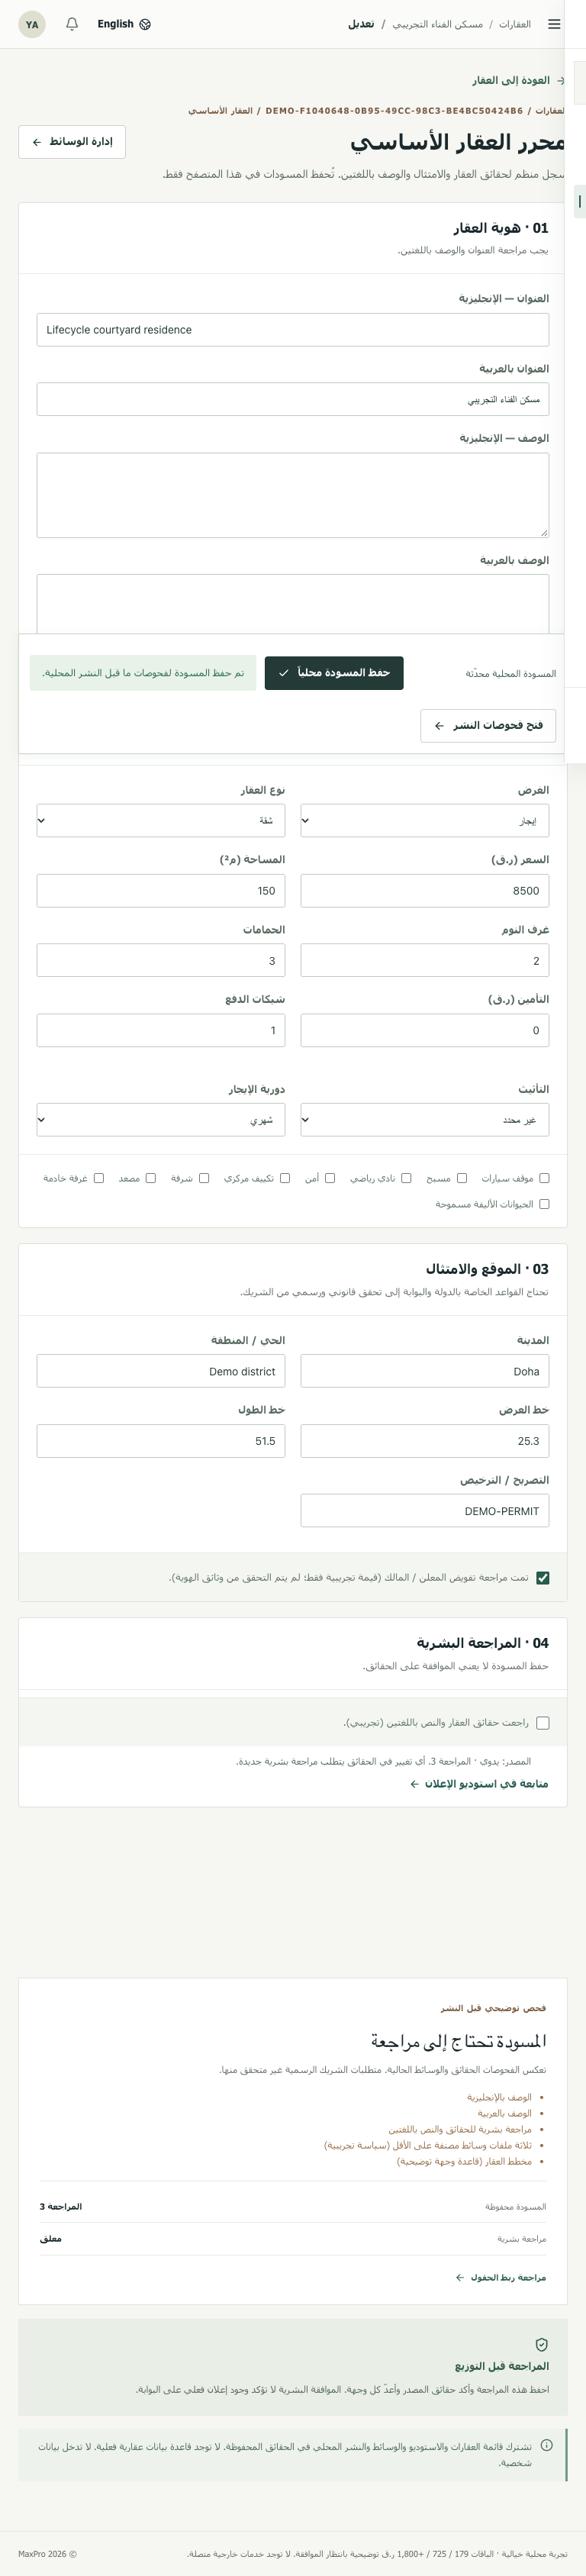 العقارات / مسكن الفناء التجريبي / تعديل
English
YA
العودة إلى العقار
العقارات / DEMO-F1040648-0B95-49CC-98C3-BE4BC50424B6 / العقار الأساسي
محرر العقار الأساسي
إدارة الوسائط
سجل منظم لحقائق العقار والامتثال والوصف باللغتين. تُحفظ المسودات في هذا المتصفح فقط.
01 · هوية العقار
يجب مراجعة العنوان والوصف باللغتين.
العنوان — الإنجليزية
Lifecycle courtyard residence
العنوان بالعربية
مسكن الفناء التجريبي
الوصف — الإنجليزية
الوصف بالعربية
المسودة المحلية محدّثة
حفظ المسودة محلياً
تم حفظ المسودة لفحوصات ما قبل النشر المحلية.
فتح فحوصات النشر
الغرض
نوع العقار
إيجار
شقة
السعر (ر.ق)
المساحة (م²)
8500
150
غرف النوم
الحمامات
2
3
التأمين (ر.ق)
شيكات الدفع
0
1
التأثيث
دورية الإيجار
غير محدد
شهري
موقف سيارات
مسبح
نادي رياضي
أمن
تكييف مركزي
شرفة
مصعد
غرفة خادمة
الحيوانات الأليفة مسموحة
03 · الموقع والامتثال
تحتاج القواعد الخاصة بالدولة والبوابة إلى تحقق قانوني ورسمي من الشريك.
المدينة
الحي / المنطقة
Doha
Demo district
خط العرض
خط الطول
25.3
51.5
التصريح / الترخيص
DEMO-PERMIT
تمت مراجعة تفويض المعلن / المالك (قيمة تجريبية فقط؛ لم يتم التحقق من وثائق الهوية).
04 · المراجعة البشرية
حفظ المسودة لا يعني الموافقة على الحقائق.
راجعت حقائق العقار والنص باللغتين (تجريبي).
المصدر: يدوي · المراجعة 3. أي تغيير في الحقائق يتطلب مراجعة بشرية جديدة.
متابعة في استوديو الإعلان
فحص توضيحي قبل النشر
المسودة تحتاج إلى مراجعة
تعكس الفحوصات الحقائق والوسائط الحالية. متطلبات الشريك الرسمية غير متحقق منها.
الوصف بالإنجليزية
الوصف بالعربية
مراجعة بشرية للحقائق والنص باللغتين
ثلاثة ملفات وسائط مصنفة على الأقل (سياسة تجريبية)
مخطط العقار (قاعدة وجهة توضيحية)
المسودة محفوظة
المراجعة 3
مراجعة بشرية
معلق
مراجعة ربط الحقول
المراجعة قبل التوزيع
احفظ هذه المراجعة وأكد حقائق المصدر وأعدّ كل وجهة. الموافقة البشرية لا تؤكد وجود إعلان فعلي على البوابة.
تشترك قائمة العقارات والاستوديو والوسائط والنشر المحلي في الحقائق المحفوظة. لا توجد قاعدة بيانات عقارية فعلية. لا تدخل بيانات
شخصية.
تجربة محلية خيالية · الباقات 179 / 725 / +1,800 ر.ق توضيحية بانتظار الموافقة. لا توجد خدمات خارجية متصلة.
© 2026 MaxPro